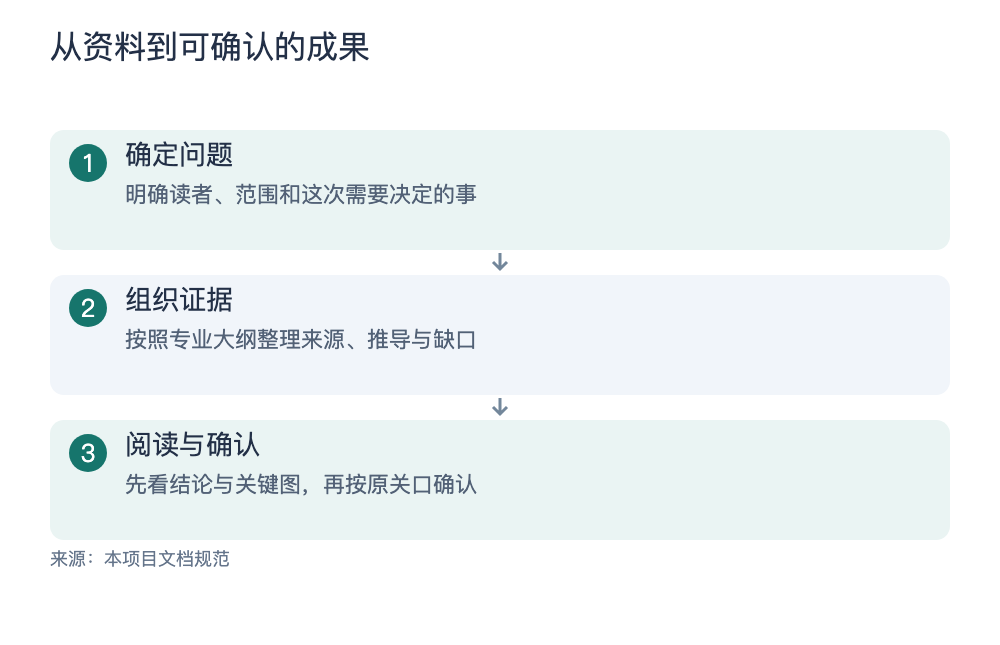 从资料到可确认的成果
1
确定问题
明确读者、范围和这次需要决定的事
2
组织证据
按照专业大纲整理来源、推导与缺口
3
阅读与确认
先看结论与关键图，再按原关口确认
来源：本项目文档规范